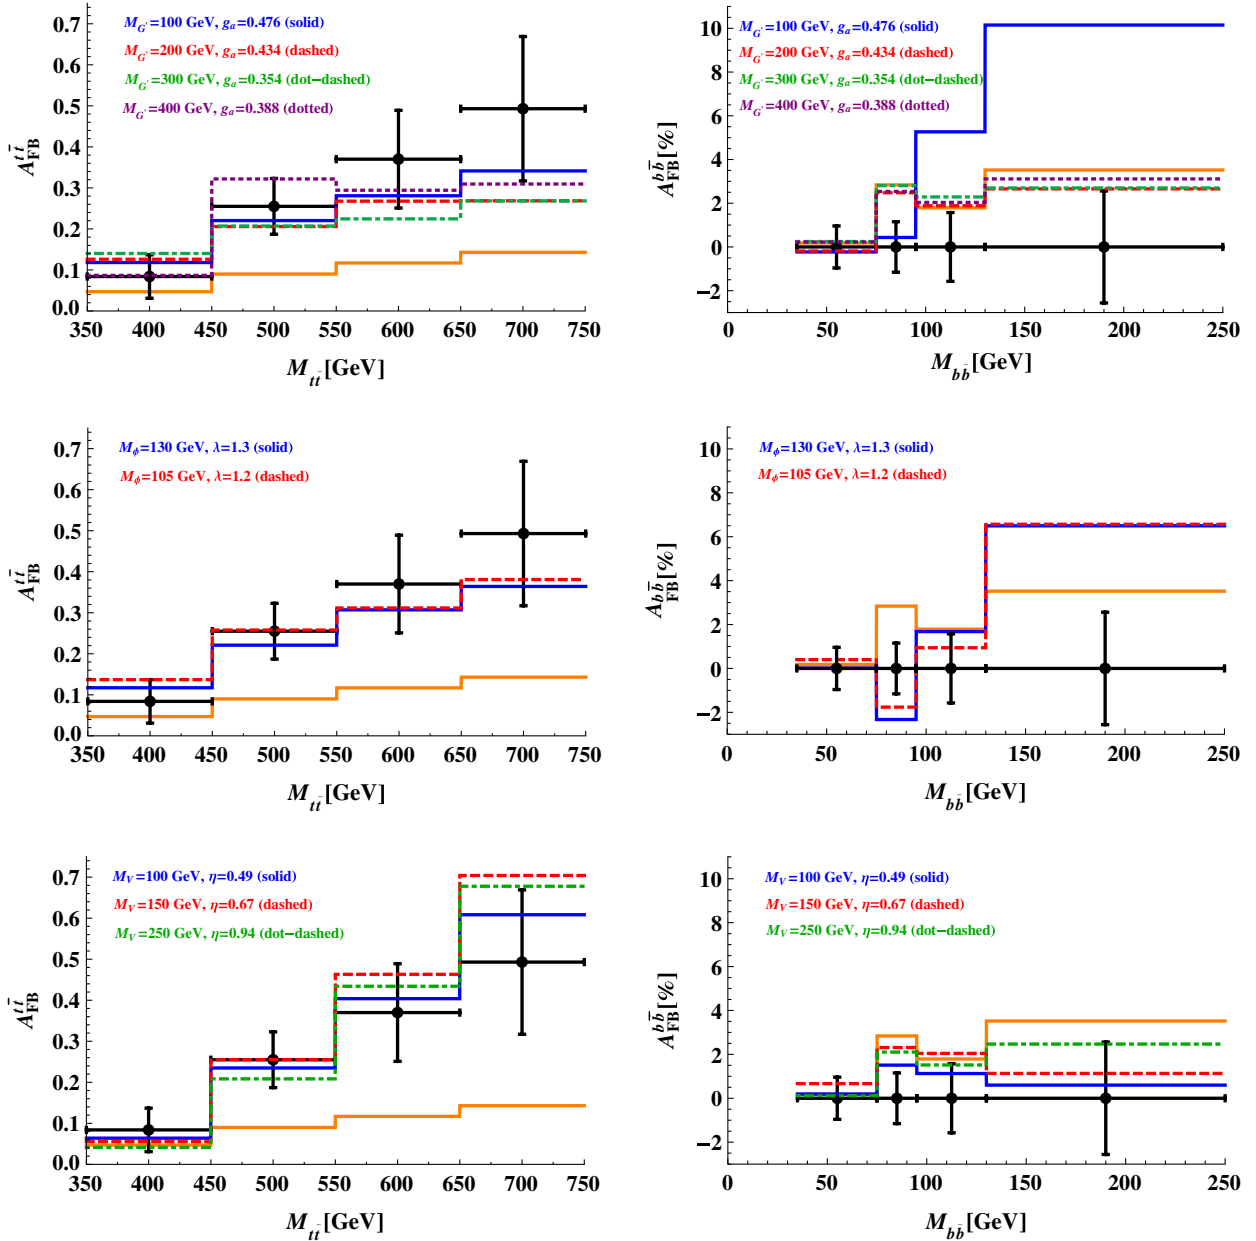 M_G'=100 GeV, g_a=0.476 (solid)
M_G'=200 GeV, g_a=0.434 (dashed)
M_G'=300 GeV, g_a=0.354 (dot−dashed)
M_G'=400 GeV, g_a=0.388 (dotted)
A_FB^tt̄
0.7
0.6
0.5
0.4
0.3
0.2
0.1
0.0
350 400 450 500 550 600 650 700 750
M_tt̄ [GeV]
M_G'=100 GeV, g_a=0.476 (solid)
M_G'=200 GeV, g_a=0.434 (dashed)
M_G'=300 GeV, g_a=0.354 (dot−dashed)
M_G'=400 GeV, g_a=0.388 (dotted)
A_FB^bb̄ [%]
10
8
6
4
2
0
−2
0 50 100 150 200 250
M_bb̄ [GeV]
M_ϕ=130 GeV, λ=1.3 (solid)
M_ϕ=105 GeV, λ=1.2 (dashed)
A_FB^tt̄
0.7
0.6
0.5
0.4
0.3
0.2
0.1
0.0
350 400 450 500 550 600 650 700 750
M_tt̄ [GeV]
M_ϕ=130 GeV, λ=1.3 (solid)
M_ϕ=105 GeV, λ=1.2 (dashed)
A_FB^bb̄ [%]
10
8
6
4
2
0
−2
0 50 100 150 200 250
M_bb̄ [GeV]
M_V=100 GeV, η=0.49 (solid)
M_V=150 GeV, η=0.67 (dashed)
M_V=250 GeV, η=0.94 (dot−dashed)
A_FB^tt̄
0.7
0.6
0.5
0.4
0.3
0.2
0.1
0.0
350 400 450 500 550 600 650 700 750
M_tt̄ [GeV]
M_V=100 GeV, η=0.49 (solid)
M_V=150 GeV, η=0.67 (dashed)
M_V=250 GeV, η=0.94 (dot−dashed)
A_FB^bb̄ [%]
10
8
6
4
2
0
−2
0 50 100 150 200 250
M_bb̄ [GeV]